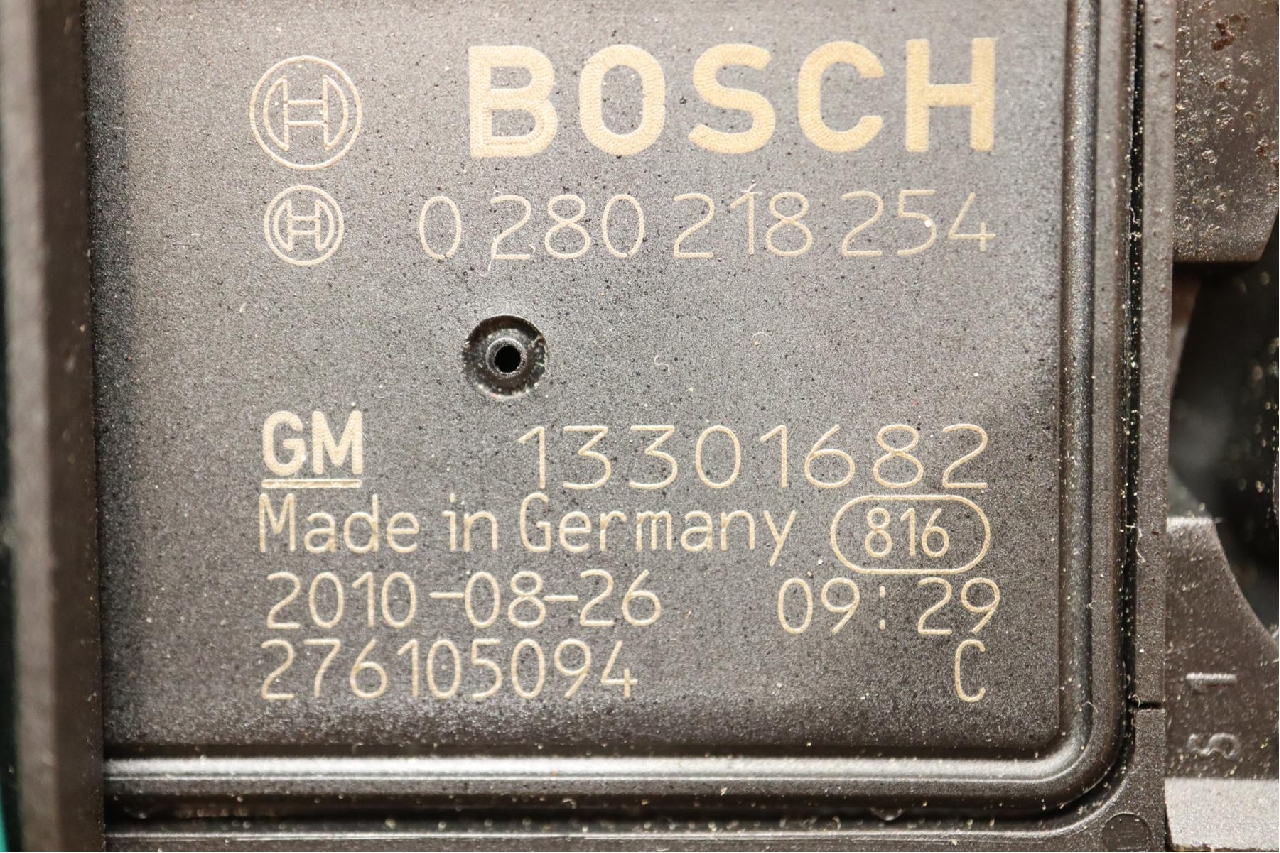 BOSCH
0 280 218 254
GM 13301682
Made in Germany 816
2010-08-26 09:29
276105094 C